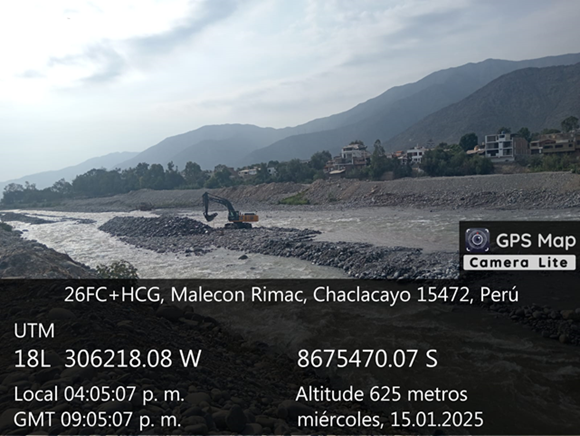 GPS Map
Camera Lite
26FC+HCG, Malecon Rimac, Chaclacayo 15472, Perú
UTM
18L 306218.08 W 8675470.07 S
Local 04:05:07 p. m. Altitude 625 metros
GMT 09:05:07 p. m. miércoles, 15.01.2025